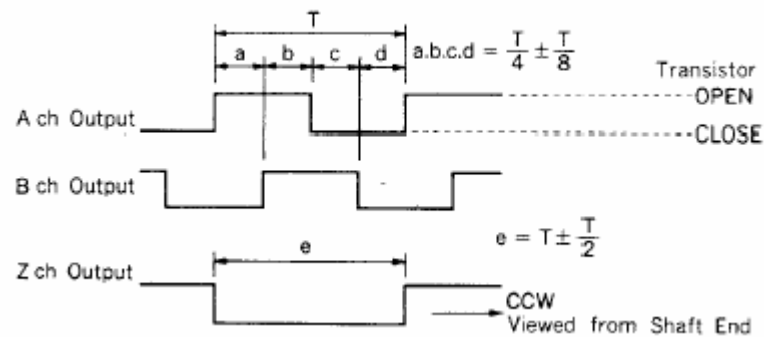 T
a b c d a.b.c.d = T/4 ± T/8
Transistor
OPEN
A ch Output
CLOSE
B ch Output
e = T ± T/2
e
Z ch Output
CCW
Viewed from Shaft End